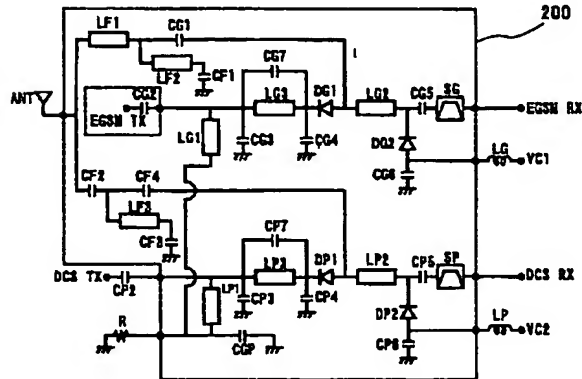 200
LF1 CG1
CG7
LF2 CF1
ANT
CG2
EGSM TX
LG3 DG1 LG2 CG5 SG EGSM RX
LG1
CG3 CG4 DG2
LG VC1
CG6
CF2 CF4
LF3
CF3
CP7
DCS TX CP2
LP3 DP1 LP2 CP5 SP DCS RX
LP1
CP3 CP4 DP2
LP VC2
R
CGP CP6